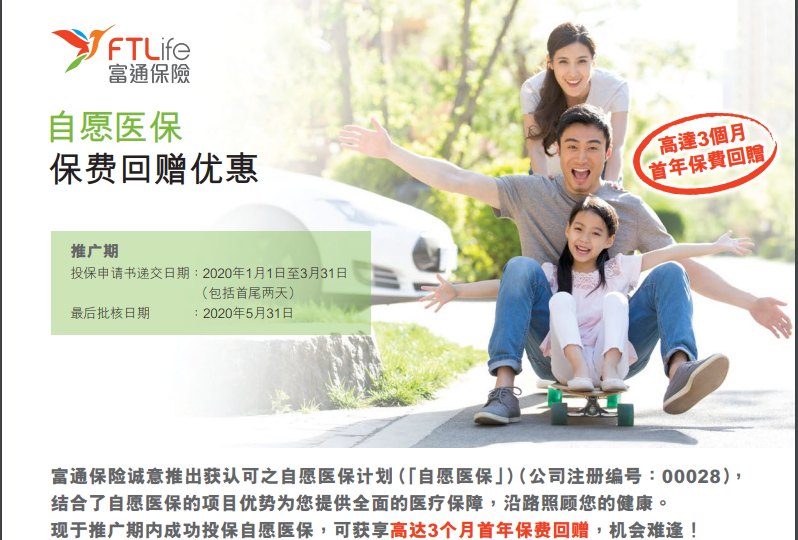 FTLife
富通保險
自愿医保
保费回赠优惠
高達3個月
首年保費回贈
推广期
投保申请书递交日期：2020年1月1日至3月31日
（包括首尾两天）
最后批核日期：2020年5月31日
富通保险诚意推出获认可之自愿医保计划（「自愿医保」）（公司注册编号：00028），
结合了自愿医保的项目优势为您提供全面的医疗保障，沿路照顾您的健康。
现于推广期内成功投保自愿医保，可获享高达3个月首年保费回赠，机会难逢！